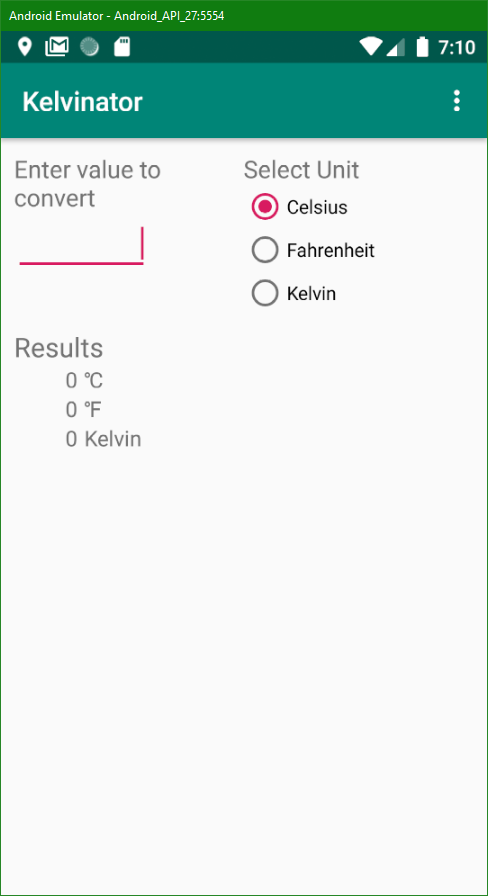 Android Emulator - Android_API_27:5554
7:10
Kelvinator
Enter value to
convert
Select Unit
Celsius
Fahrenheit
Kelvin
Results
0 °C
0 °F
0 Kelvin